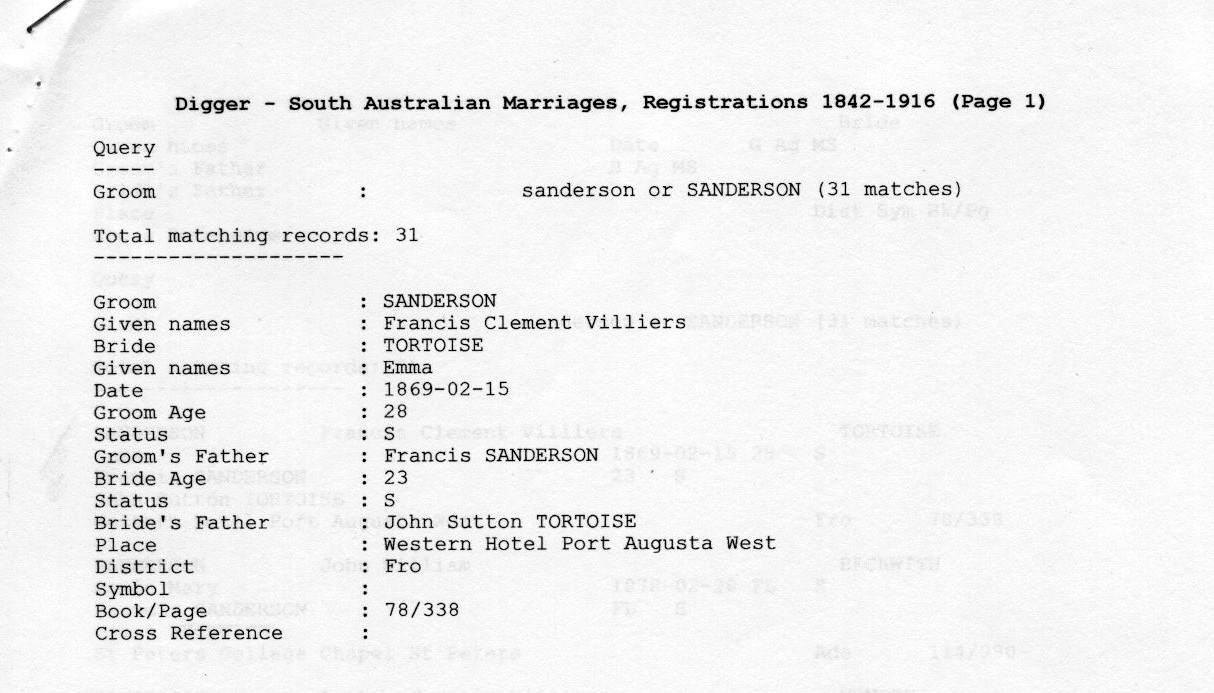 Digger - South Australian Marriages, Registrations 1842-1916 (Page 1)
Query
-----
Groom : sanderson or SANDERSON (31 matches)
Total matching records: 31
--------------------
Groom : SANDERSON
Given names : Francis Clement Villiers
Bride : TORTOISE
Given names : Emma
Date : 1869-02-15
Groom Age : 28
Status : S
Groom's Father : Francis SANDERSON
Bride Age : 23
Status : S
Bride's Father : John Sutton TORTOISE
Place : Western Hotel Port Augusta West
District : Fro
Symbol :
Book/Page : 78/338
Cross Reference :